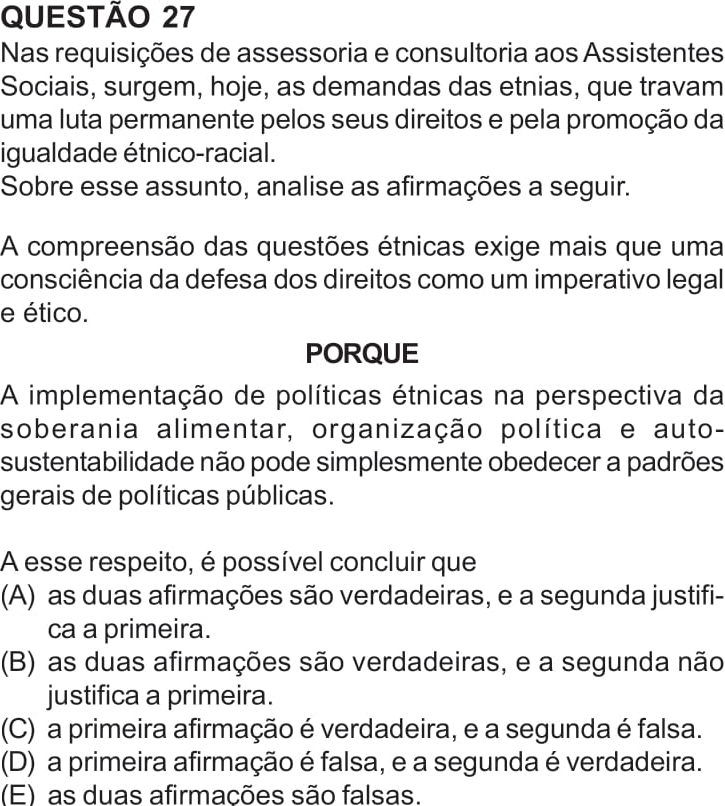 QUESTÃO 27
Nas requisições de assessoria e consultoria aos Assistentes
Sociais, surgem, hoje, as demandas das etnias, que travam
uma luta permanente pelos seus direitos e pela promoção da
igualdade étnico-racial.
Sobre esse assunto, analise as afirmações a seguir.
A compreensão das questões étnicas exige mais que uma
consciência da defesa dos direitos como um imperativo legal
e ético.
PORQUE
A implementação de políticas étnicas na perspectiva da
soberania alimentar, organização política e auto-
sustentabilidade não pode simplesmente obedecer a padrões
gerais de políticas públicas.
A esse respeito, é possível concluir que
(A) as duas afirmações são verdadeiras, e a segunda justifi-
ca a primeira.
(B) as duas afirmações são verdadeiras, e a segunda não
justifica a primeira.
(C) a primeira afirmação é verdadeira, e a segunda é falsa.
(D) a primeira afirmação é falsa, e a segunda é verdadeira.
(E) as duas afirmações são falsas.